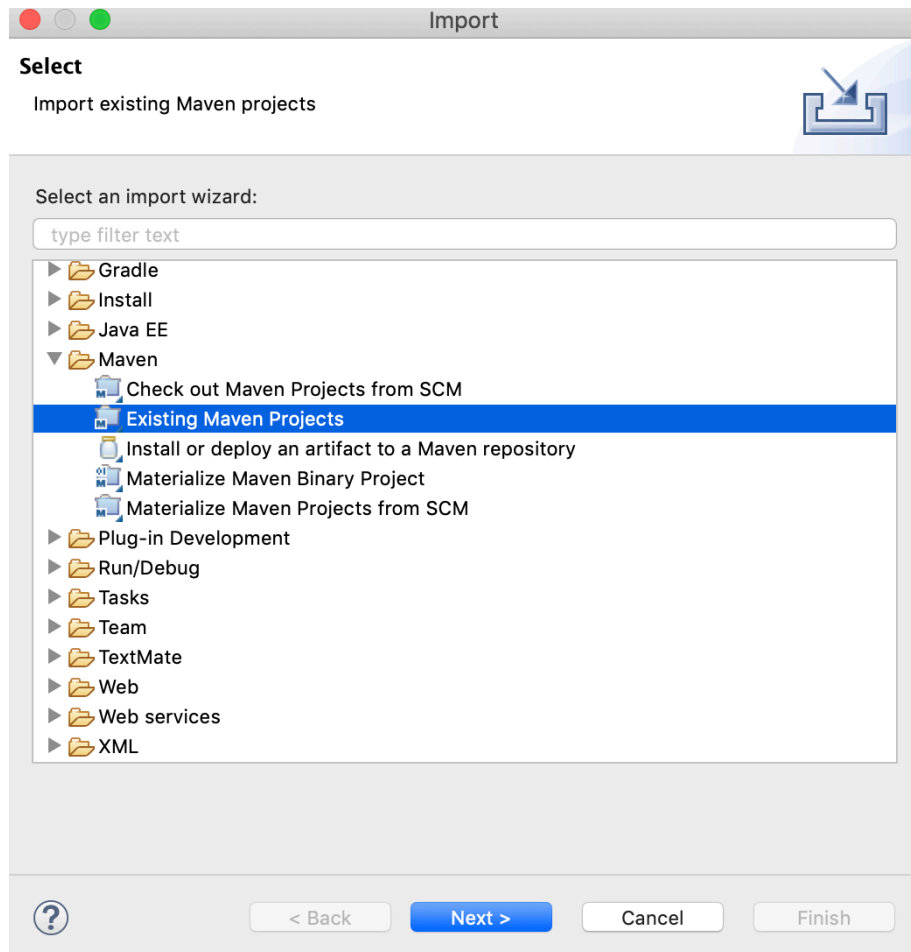 Import
Select
Import existing Maven projects
Select an import wizard:
type filter text
Gradle
Install
Java EE
Maven
Check out Maven Projects from SCM
Existing Maven Projects
Install or deploy an artifact to a Maven repository
Materialize Maven Binary Project
Materialize Maven Projects from SCM
Plug-in Development
Run/Debug
Tasks
Team
TextMate
Web
Web services
XML
? < Back Next > Cancel Finish